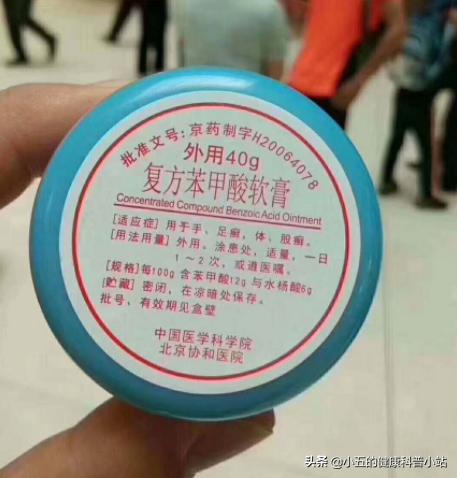 批准文号:京药制字H20064078
外用40g
复方苯甲酸软膏
Concentrated Compound Benzoic Acid Ointment
[适应症] 用于手、足癣,体、股癣。
[用法用量] 外用。涂患处,适量,一日
1～2次,或遵医嘱。
[规格]每100g 含苯甲酸12g 与水杨酸6g
[贮藏] 密闭,在凉暗处保存。
批号、有效期见盒壁
中国医学科学院
北京协和医院
头条 @小五的健康科普小站